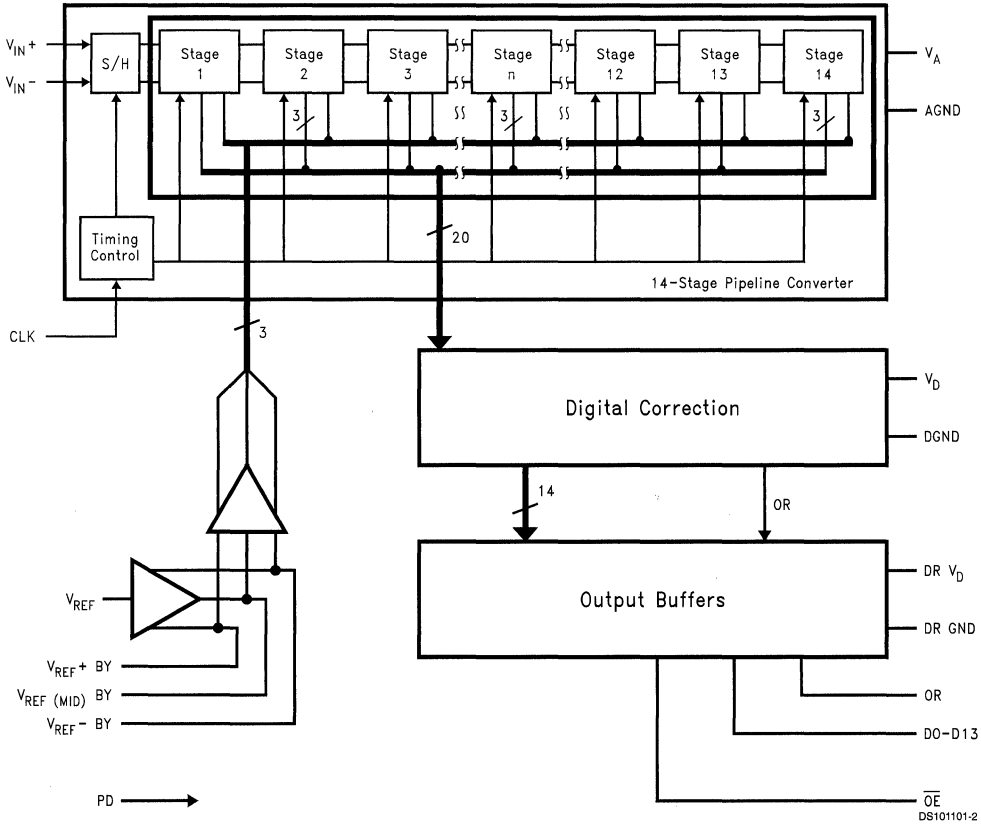 V_IN+
V_IN-
S/H
Stage 1
Stage 2
Stage 3
Stage n
Stage 12
Stage 13
Stage 14
3
3
3
V_A
AGND
Timing Control
20
14-Stage Pipeline Converter
CLK
3
Digital Correction
V_D
DGND
14
OR
Output Buffers
DR V_D
DR GND
V_REF
V_REF+ BY
V_REF (MID) BY
V_REF- BY
OR
DO-D13
PD
O̅E̅
DS101101-2